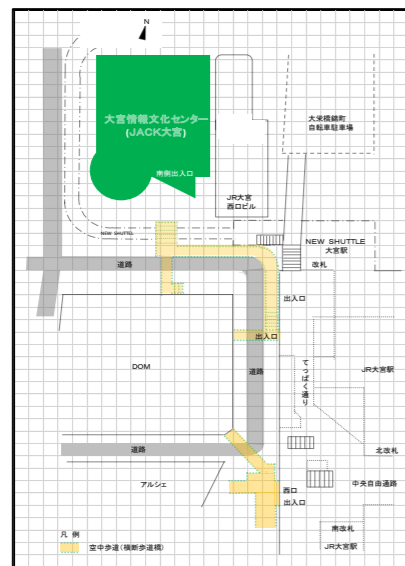 N
大宮情報文化センター
(JACK大宮)
南側出入口
大栄橋錦町
自転車駐車場
JR大宮
西口ビル
NEW SHUTTLE
NEW SHUTTLE
大宮駅
改札
道路
出入口
出入口
DOM
道路
てっぱく通り
JR大宮駅
道路
北改札
アルシェ
西口
出入口
中央自由通路
南改札
JR大宮駅
凡 例
空中歩道(横断歩道橋)